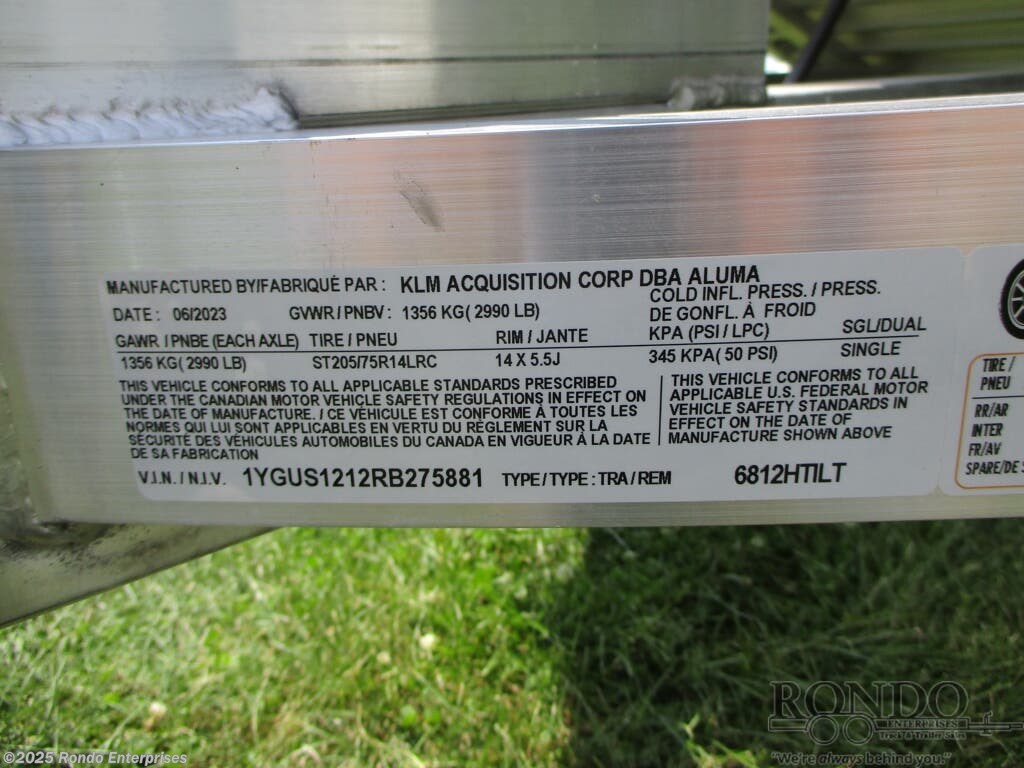 MANUFACTURED BY/FABRIQUÉ PAR : KLM ACQUISITION CORP DBA ALUMA
DATE : 06/2023 GVWR / PNBV : 1356 KG( 2990 LB)
COLD INFL. PRESS. / PRESS.
DE GONFL. À FROID
GAWR / PNBE (EACH AXLE) TIRE / PNEU RIM / JANTE KPA (PSI / LPC) SGL/DUAL
1356 KG( 2990 LB) ST205/75R14LRC 14 X 5.5J 345 KPA( 50 PSI) SINGLE
THIS VEHICLE CONFORMS TO ALL APPLICABLE STANDARDS PRESCRIBED
UNDER THE CANADIAN MOTOR VEHICLE SAFETY REGULATIONS IN EFFECT ON
THE DATE OF MANUFACTURE. / CE VÉHICULE EST CONFORME À TOUTES LES
NORMES QUI LUI SONT APPLICABLES EN VERTU DU RÈGLEMENT SUR LA
SÉCURITÉ DES VÉHICULES AUTOMOBILES DU CANADA EN VIGUEUR À LA DATE
DE SA FABRICATION
THIS VEHICLE CONFORMS TO ALL
APPLICABLE U.S. FEDERAL MOTOR
VEHICLE SAFETY STANDARDS IN
EFFECT ON THE DATE OF
MANUFACTURE SHOWN ABOVE
V.I.N. / N.I.V. 1YGUS1212RB275881 TYPE / TYPE : TRA / REM 6812HTILT
TIRE /
PNEU
RR/AR
INTER
FR/AV
SPARE/DE S
RONDO
ENTERPRISES
Truck & Trailer Sales
"We're always behind you."
©2025 Rondo Enterprises